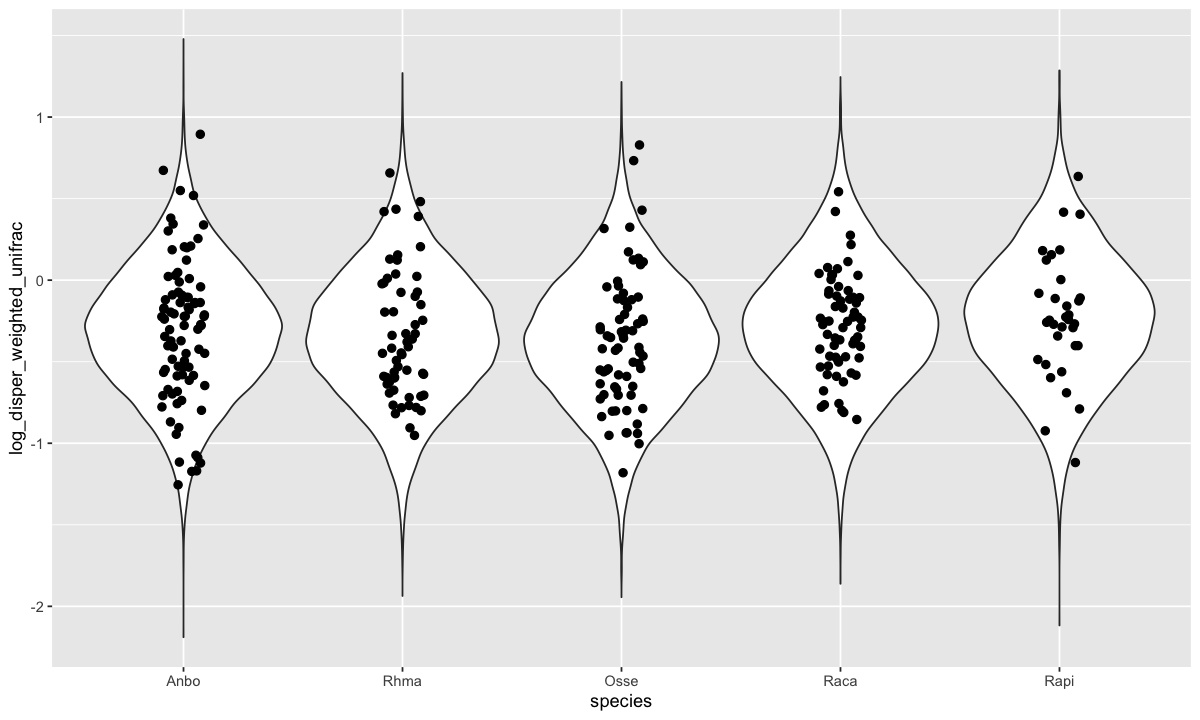 log_disper_weighted_unifrac
1
0
-1
-2
Anbo Rhma Osse Raca Rapi
species